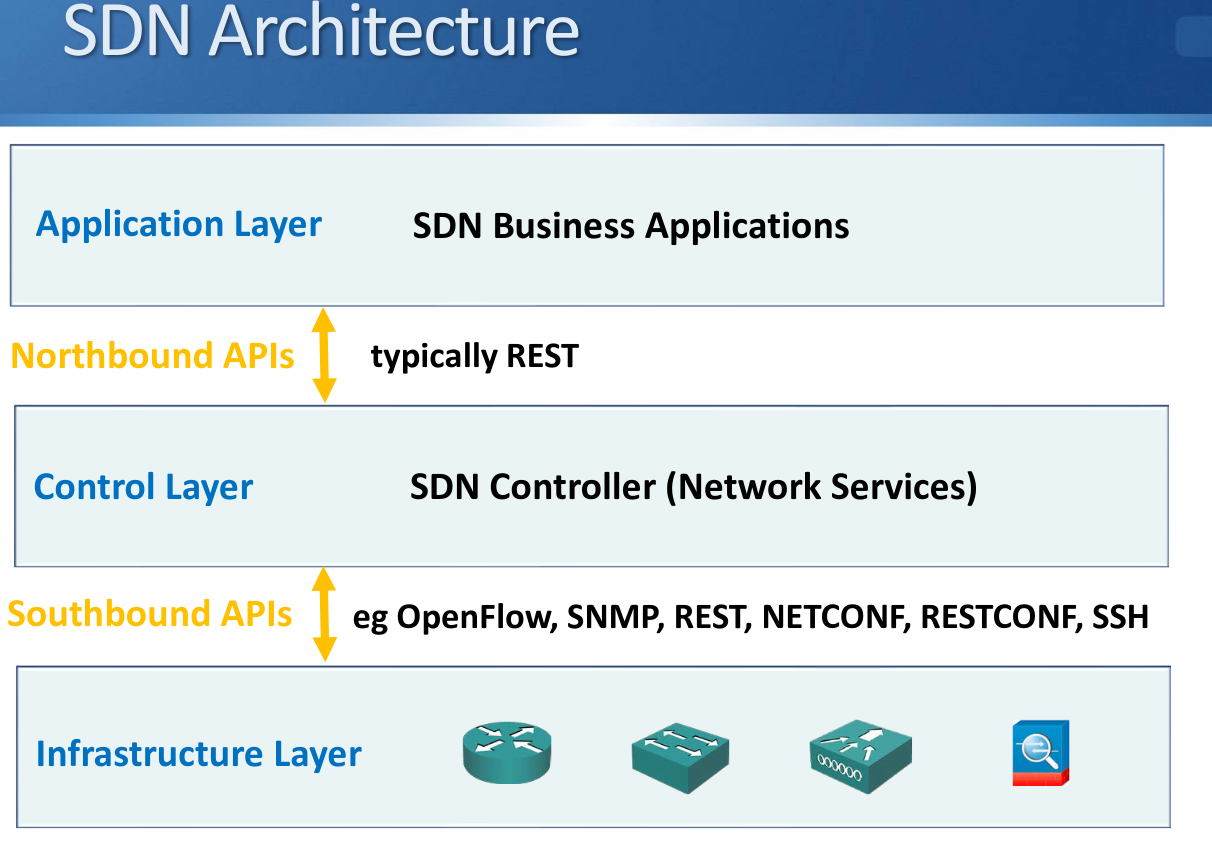 SDN Architecture
Application Layer SDN Business Applications
Northbound APIs typically REST
Control Layer SDN Controller (Network Services)
Southbound APIs eg OpenFlow, SNMP, REST, NETCONF, RESTCONF, SSH
Infrastructure Layer